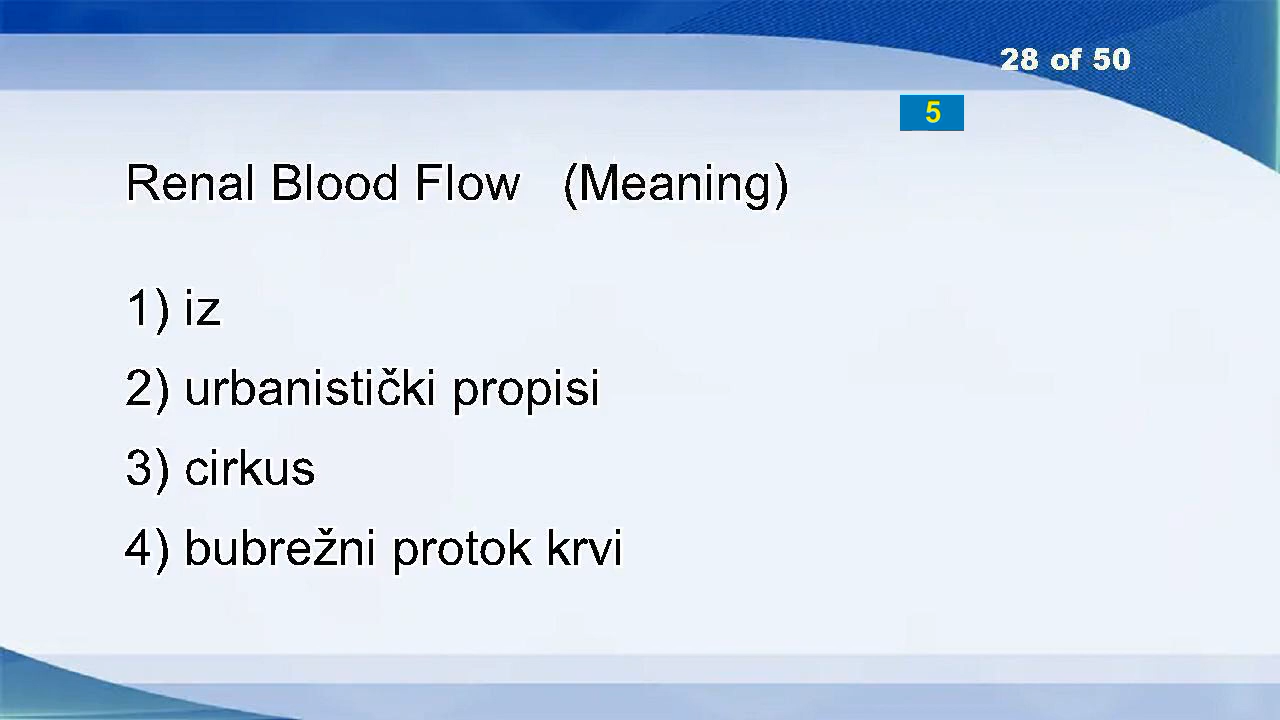 28 of 50
5
Renal Blood Flow (Meaning)
1) iz
2) urbanistički propisi
3) cirkus
4) bubrežni protok krvi